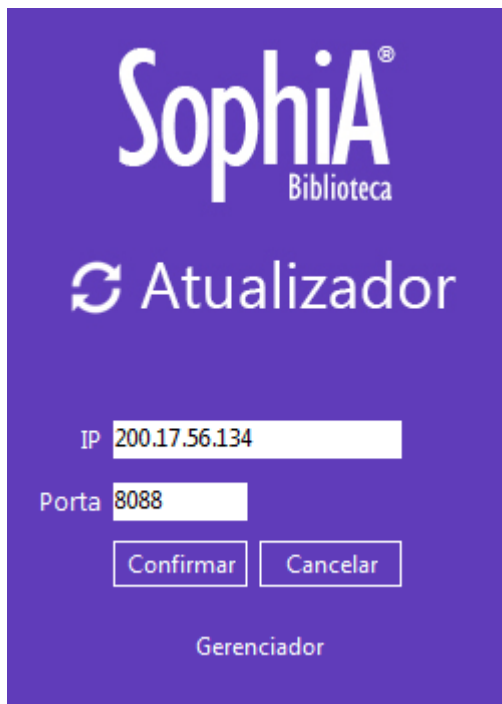 SophiA®
Biblioteca
Atualizador
IP 200.17.56.134
Porta 8088
Confirmar Cancelar
Gerenciador